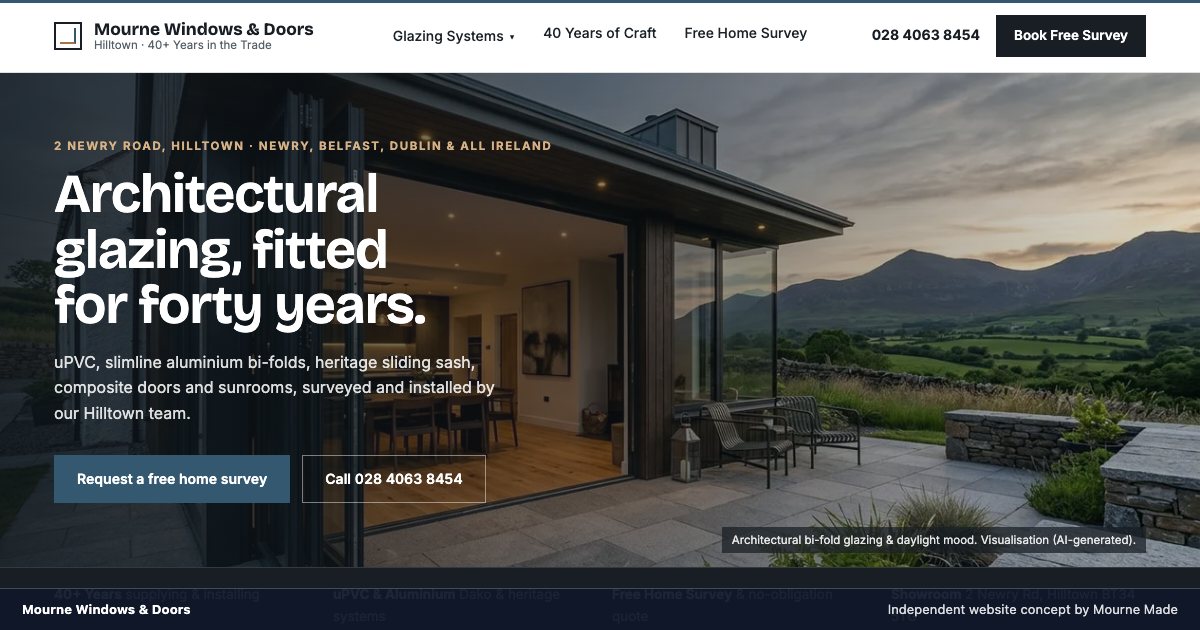 Mourne Windows & Doors
Hilltown · 40+ Years in the Trade
Glazing Systems ▾
40 Years of Craft
Free Home Survey
028 4063 8454
Book Free Survey
2 NEWRY ROAD, HILLTOWN · NEWRY, BELFAST, DUBLIN & ALL IRELAND
Architectural
glazing, fitted
for forty years.
uPVC, slimline aluminium bi-folds, heritage sliding sash,
composite doors and sunrooms, surveyed and installed by
our Hilltown team.
Request a free home survey
Call 028 4063 8454
Architectural bi-fold glazing & daylight mood. Visualisation (AI-generated).
40+ Years supplying & installing
uPVC & Aluminium Dako & heritage
systems
Free Home Survey & no-obligation
quote
Showroom 2 Newry Rd, Hilltown BT34
Mourne Windows & Doors
Independent website concept by Mourne Made